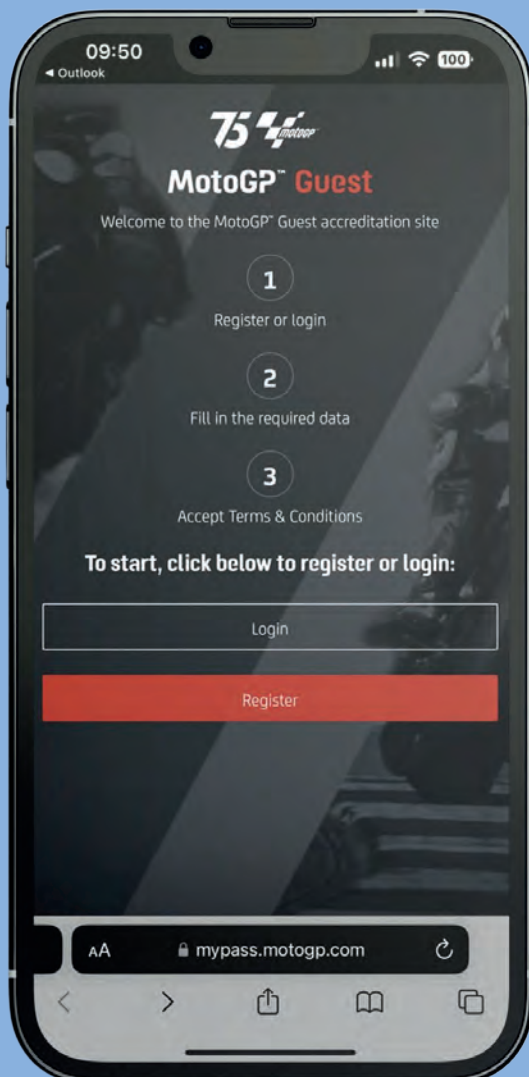 09:50
◀ Outlook
100
75 MotoGP™
MotoGP™ Guest
Welcome to the MotoGP™ Guest accreditation site
1
Register or login
2
Fill in the required data
3
Accept Terms & Conditions
To start, click below to register or login:
Login
Register
AA
mypass.motogp.com